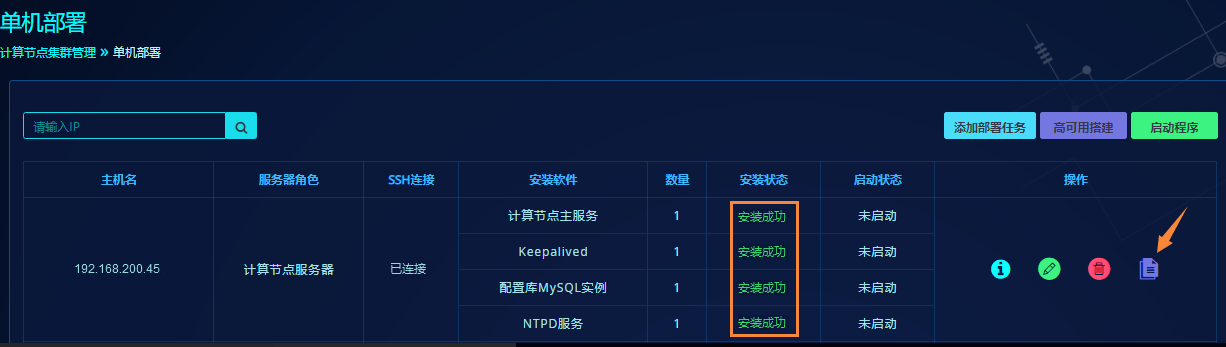 单机部署
计算节点集群管理 » 单机部署
请输入IP
添加部署任务 高可用搭建 启动程序
主机名 服务器角色 SSH连接 安装软件 数量 安装状态 启动状态 操作
计算节点主服务 1 安装成功 未启动
Keepalived 1 安装成功 未启动
192.168.200.45 计算节点服务器 已连接
配置库MySQL实例 1 安装成功 未启动
NTPD服务 1 安装成功 未启动